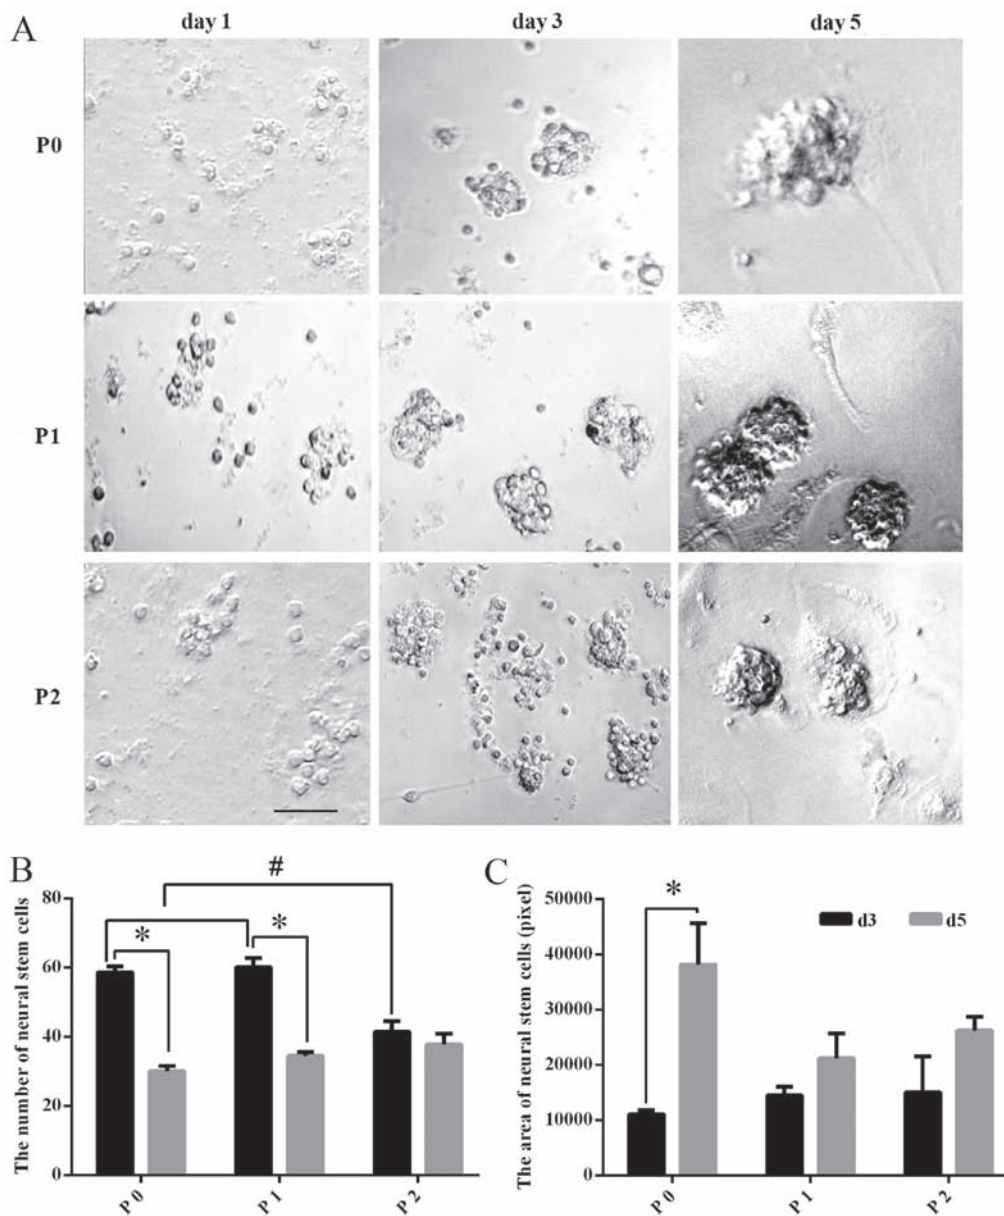 A
day 1 day 3 day 5
P0
P1
P2
B
#
* *
The number of neural stem cells
80
60
40
20
0
P 0 P 1 P 2
C
*
d3 d5
The area of neural stem cells (pixel)
50000
40000
30000
20000
10000
0
P 0 P 1 P 2